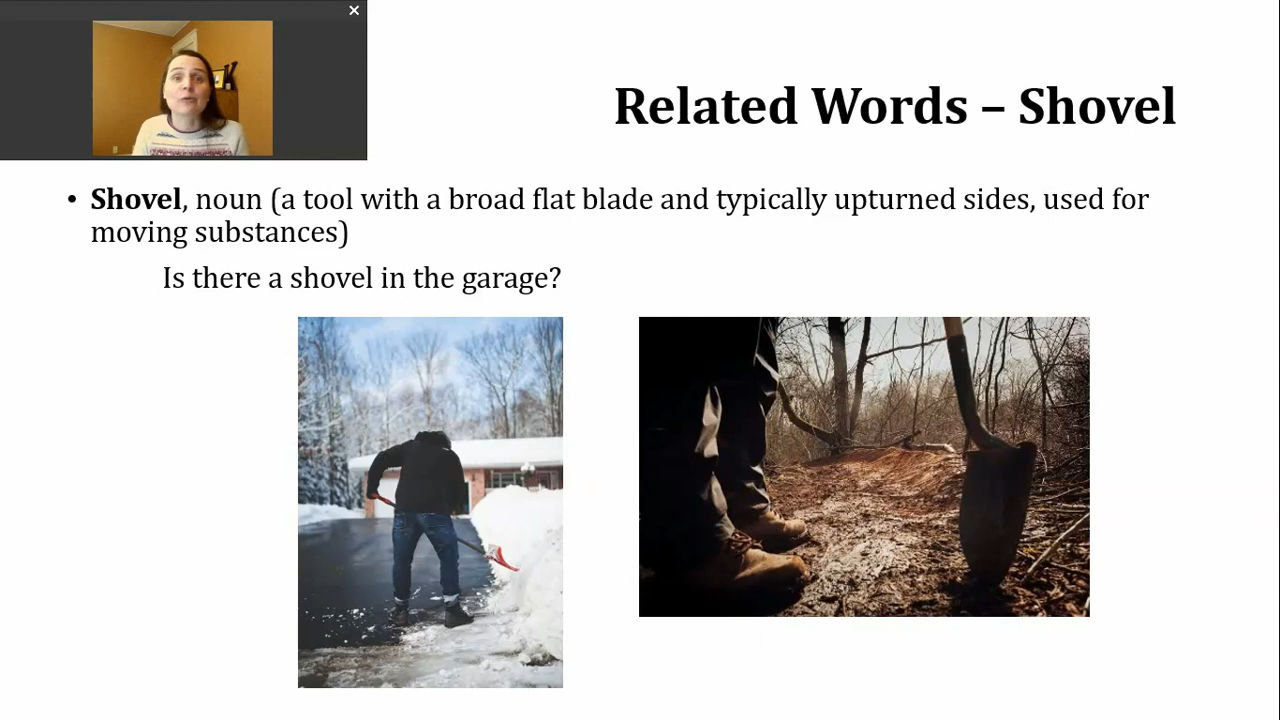 Related Words – Shovel
• Shovel, noun (a tool with a broad flat blade and typically upturned sides, used for
moving substances)
Is there a shovel in the garage?